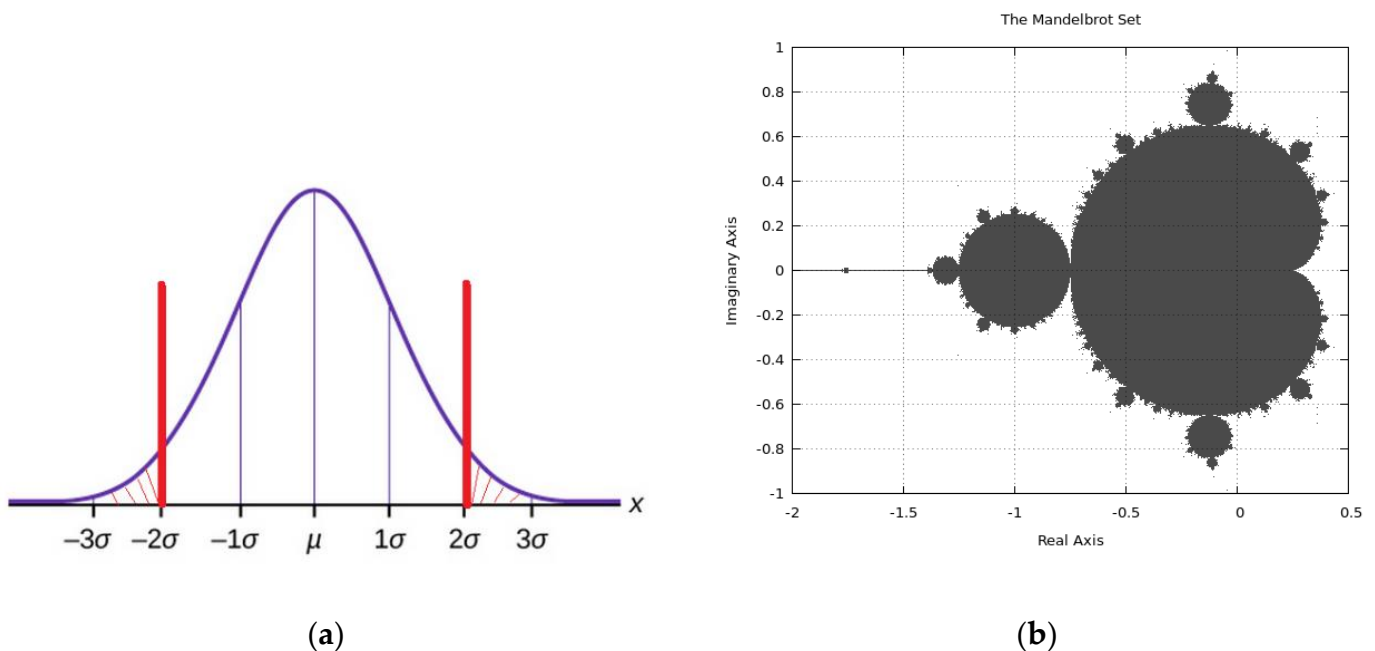 −3σ −2σ −1σ μ 1σ 2σ 3σ
x
(a)
The Mandelbrot Set
Imaginary Axis
1
0.8
0.6
0.4
0.2
0
-0.2
-0.4
-0.6
-0.8
-1
-2 -1.5 -1 -0.5 0 0.5
Real Axis
(b)